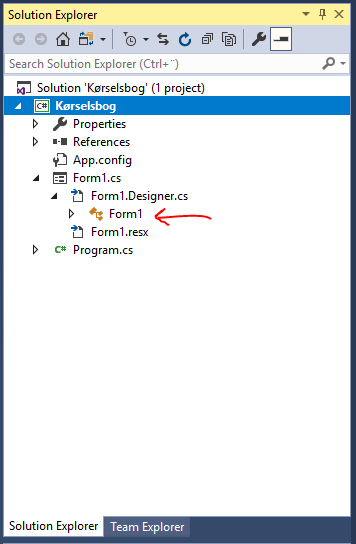 Solution Explorer
Search Solution Explorer (Ctrl+¨)
Solution 'Kørselsbog' (1 project)
C# Kørselsbog
Properties
References
App.config
Form1.cs
Form1.Designer.cs
Form1
Form1.resx
C# Program.cs
Solution Explorer Team Explorer